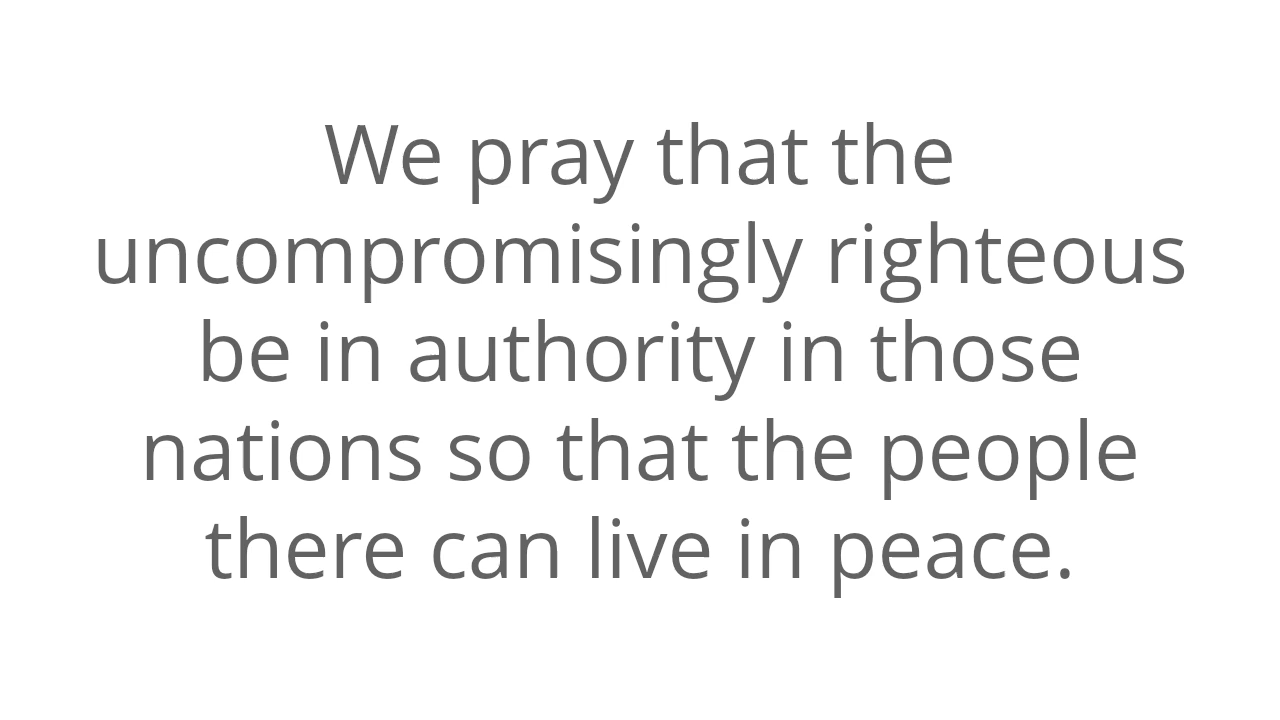 We pray that the
uncompromisingly righteous
be in authority in those
nations so that the people
there can live in peace.